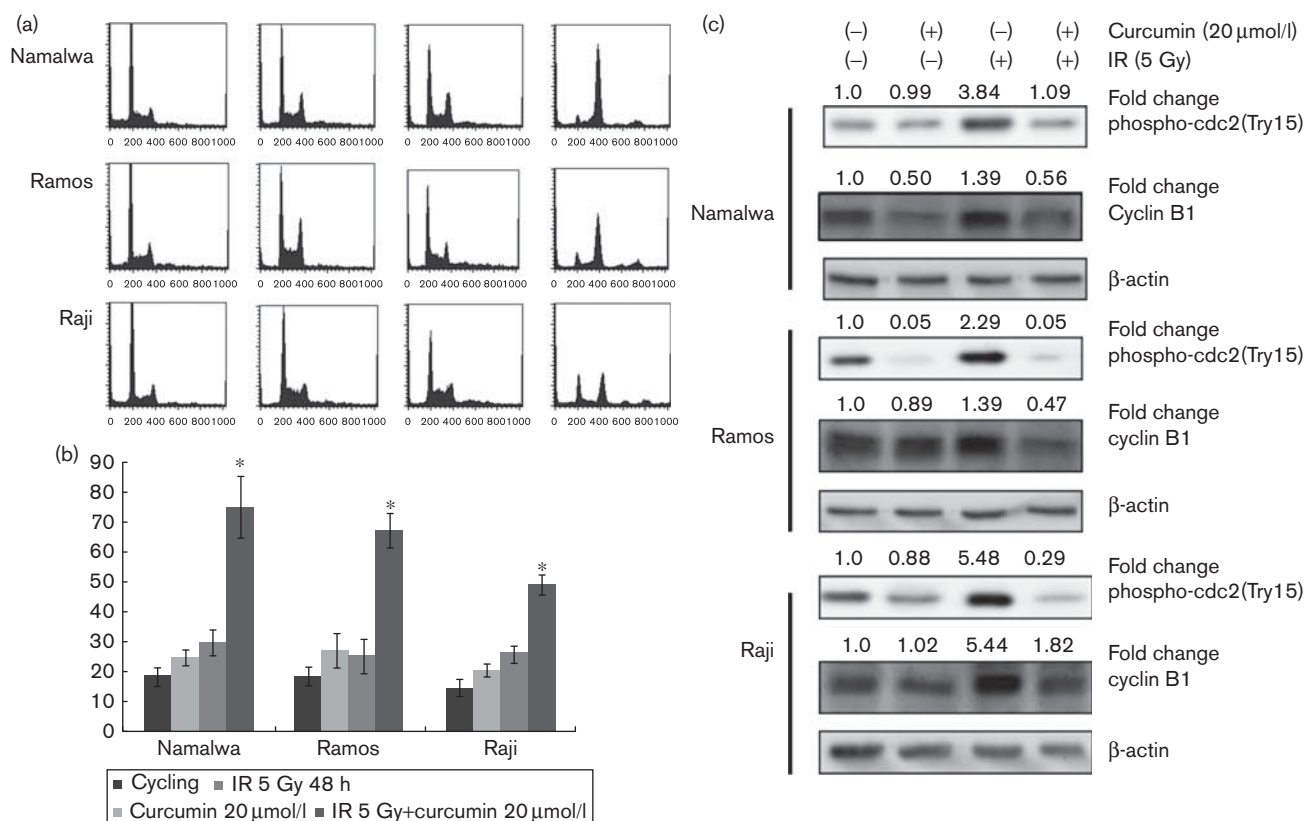 (a)
Namalwa
0 200 400 600 8001000 0 200 400 600 8001000 0 200 400 600 8001000 0 200 400 600 8001000
Ramos
0 200 400 600 8001000 0 200 400 600 8001000 0 200 400 600 8001000 0 200 400 600 8001000
Raji
0 200 400 600 8001000 0 200 400 600 8001000 0 200 400 600 8001000 0 200 400 600 8001000
(b)
90
80
70
60
50
40
30
20
10
0
* * *
Namalwa Ramos Raji
Cycling IR 5 Gy 48 h
Curcumin 20 μmol/l IR 5 Gy+curcumin 20 μmol/l
(c)
(−) (+) (−) (+) Curcumin (20 μmol/l)
(−) (−) (+) (+) IR (5 Gy)
Namalwa
1.0 0.99 3.84 1.09 Fold change
phospho-cdc2(Try15)
1.0 0.50 1.39 0.56 Fold change
Cyclin B1
β-actin
Ramos
1.0 0.05 2.29 0.05 Fold change
phospho-cdc2(Try15)
1.0 0.89 1.39 0.47 Fold change
cyclin B1
β-actin
Raji
1.0 0.88 5.48 0.29 Fold change
phospho-cdc2(Try15)
1.0 1.02 5.44 1.82 Fold change
cyclin B1
β-actin